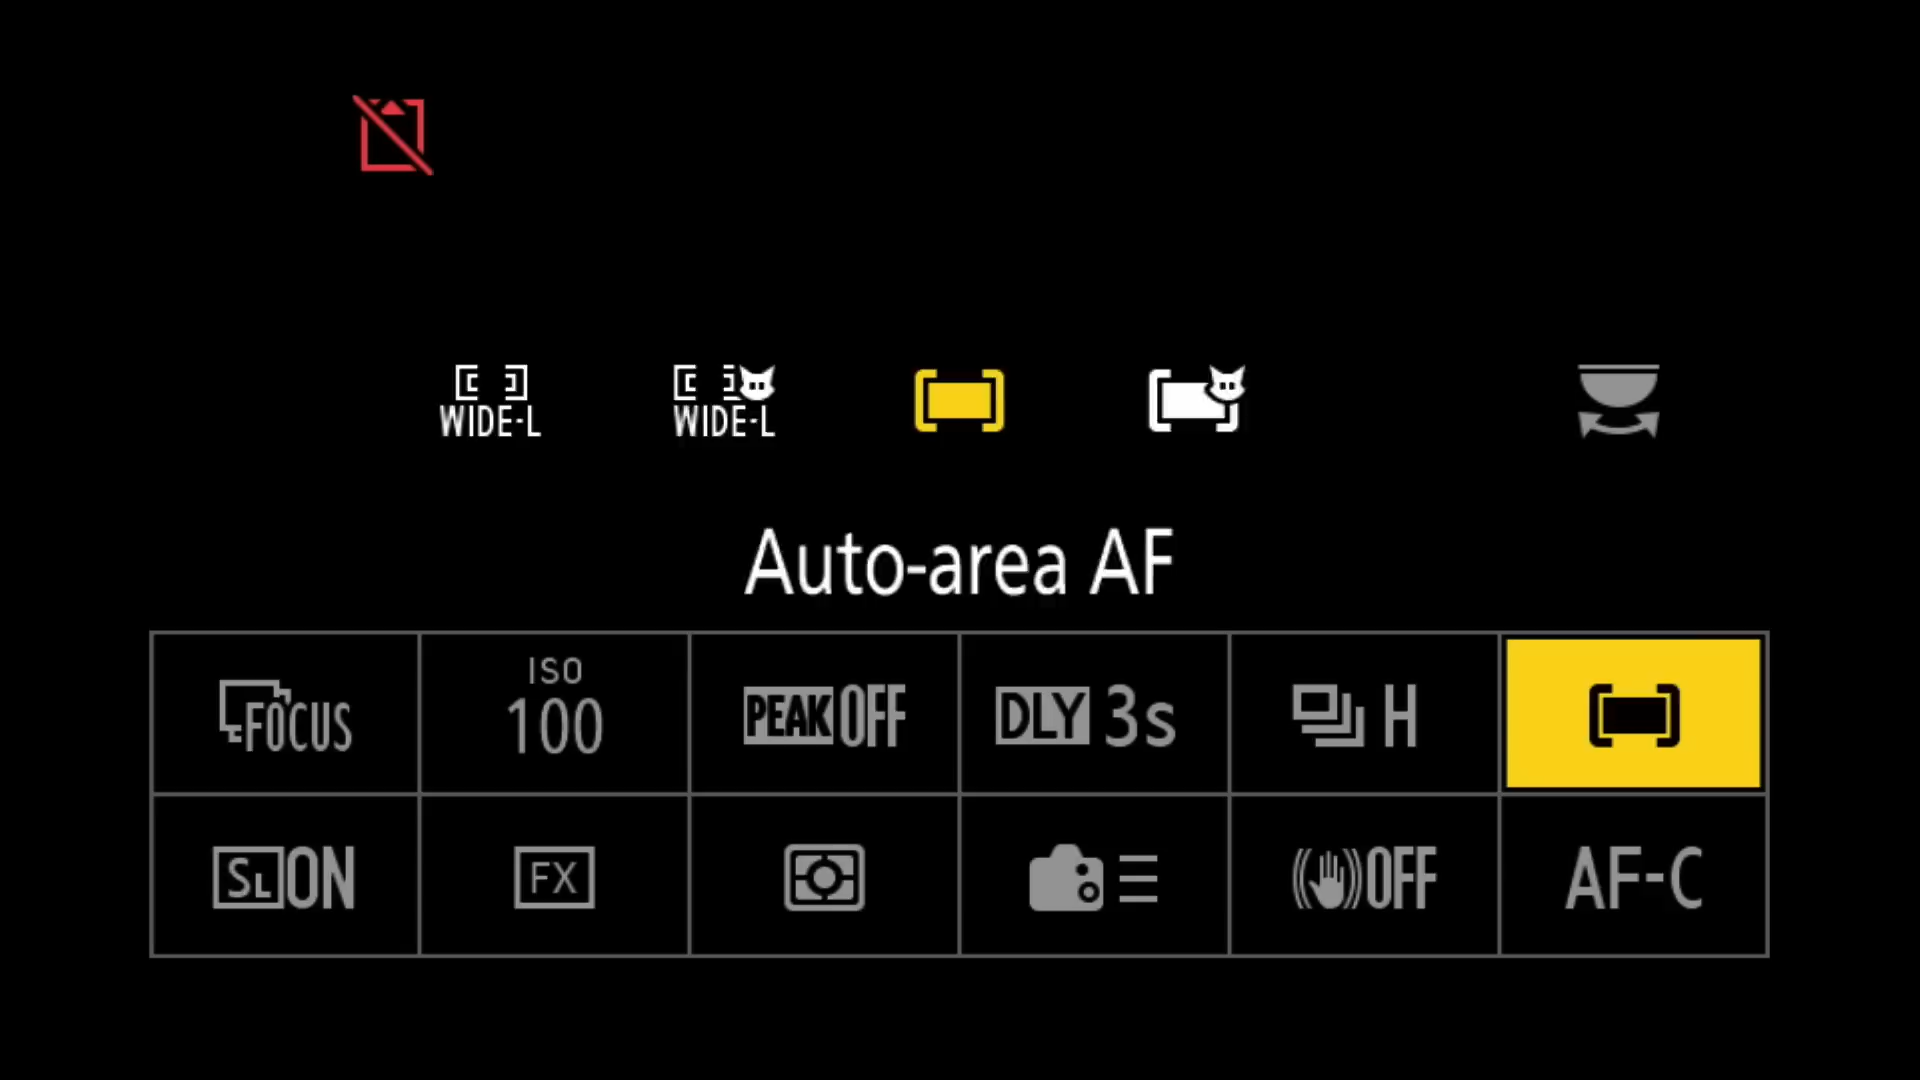 WIDE-L WIDE-L
Auto-area AF
FOCUS ISO 100 PEAK OFF DLY 3s H
SL ON FX OFF AF-C